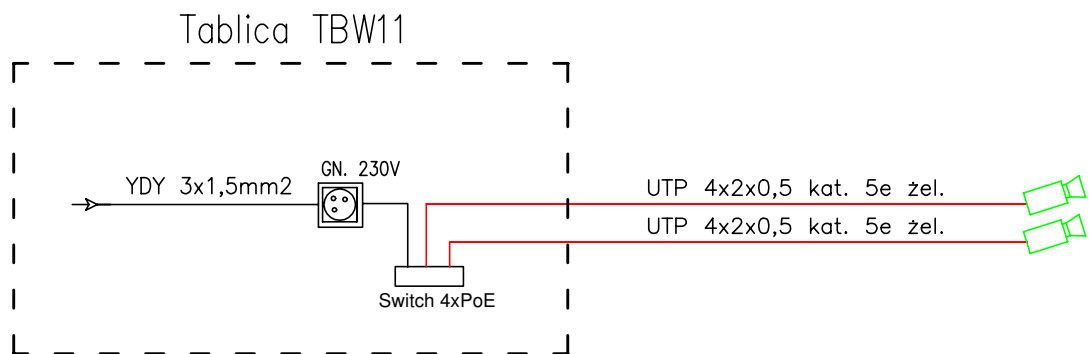 Tablica TBW11
GN. 230V
YDY 3x1,5mm2
UTP 4x2x0,5 kat. 5e żel.
UTP 4x2x0,5 kat. 5e żel.
Switch 4xPoE